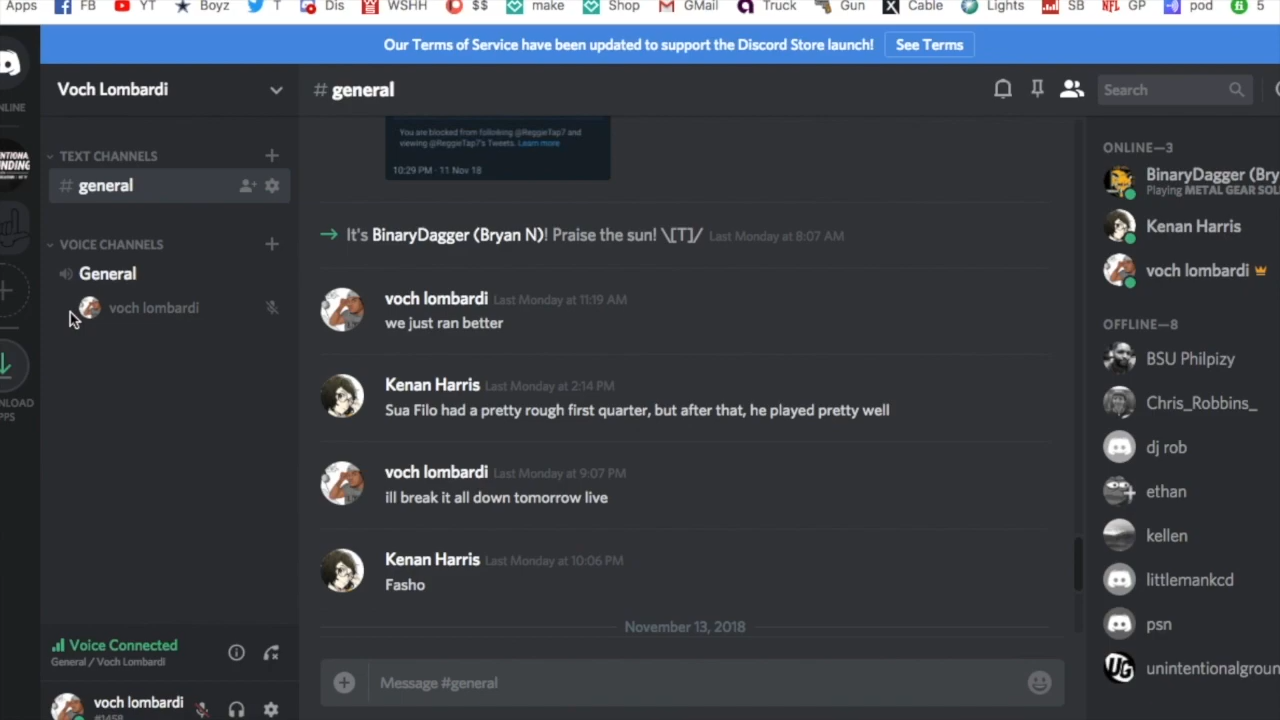 Apps FB YT Boyz T Dis WSHH $$ make Shop GMail Truck Gun Cable Lights SB GP pod 5
Our Terms of Service have been updated to support the Discord Store launch! See Terms
Voch Lombardi
# general
Search
TEXT CHANNELS
# general
VOICE CHANNELS
General
voch lombardi
You are blocked from following @ReggieTap7 and
viewing @ReggieTap7's Tweets. Learn more
10:29 PM · 11 Nov 18
It's BinaryDagger (Bryan N)! Praise the sun! \[T]/ Last Monday at 8:07 AM
voch lombardi Last Monday at 11:19 AM
we just ran better
Kenan Harris Last Monday at 2:14 PM
Sua Filo had a pretty rough first quarter, but after that, he played pretty well
voch lombardi Last Monday at 9:07 PM
ill break it all down tomorrow live
Kenan Harris Last Monday at 10:06 PM
Fasho
November 13, 2018
Message #general
Voice Connected
General / Voch Lombardi
voch lombardi
#1458
ONLINE—3
BinaryDagger (Bry
Playing METAL GEAR SOL
Kenan Harris
voch lombardi
OFFLINE—8
BSU Philpizy
Chris_Robbins_
dj rob
ethan
kellen
littlemankcd
psn
unintentionalgroun